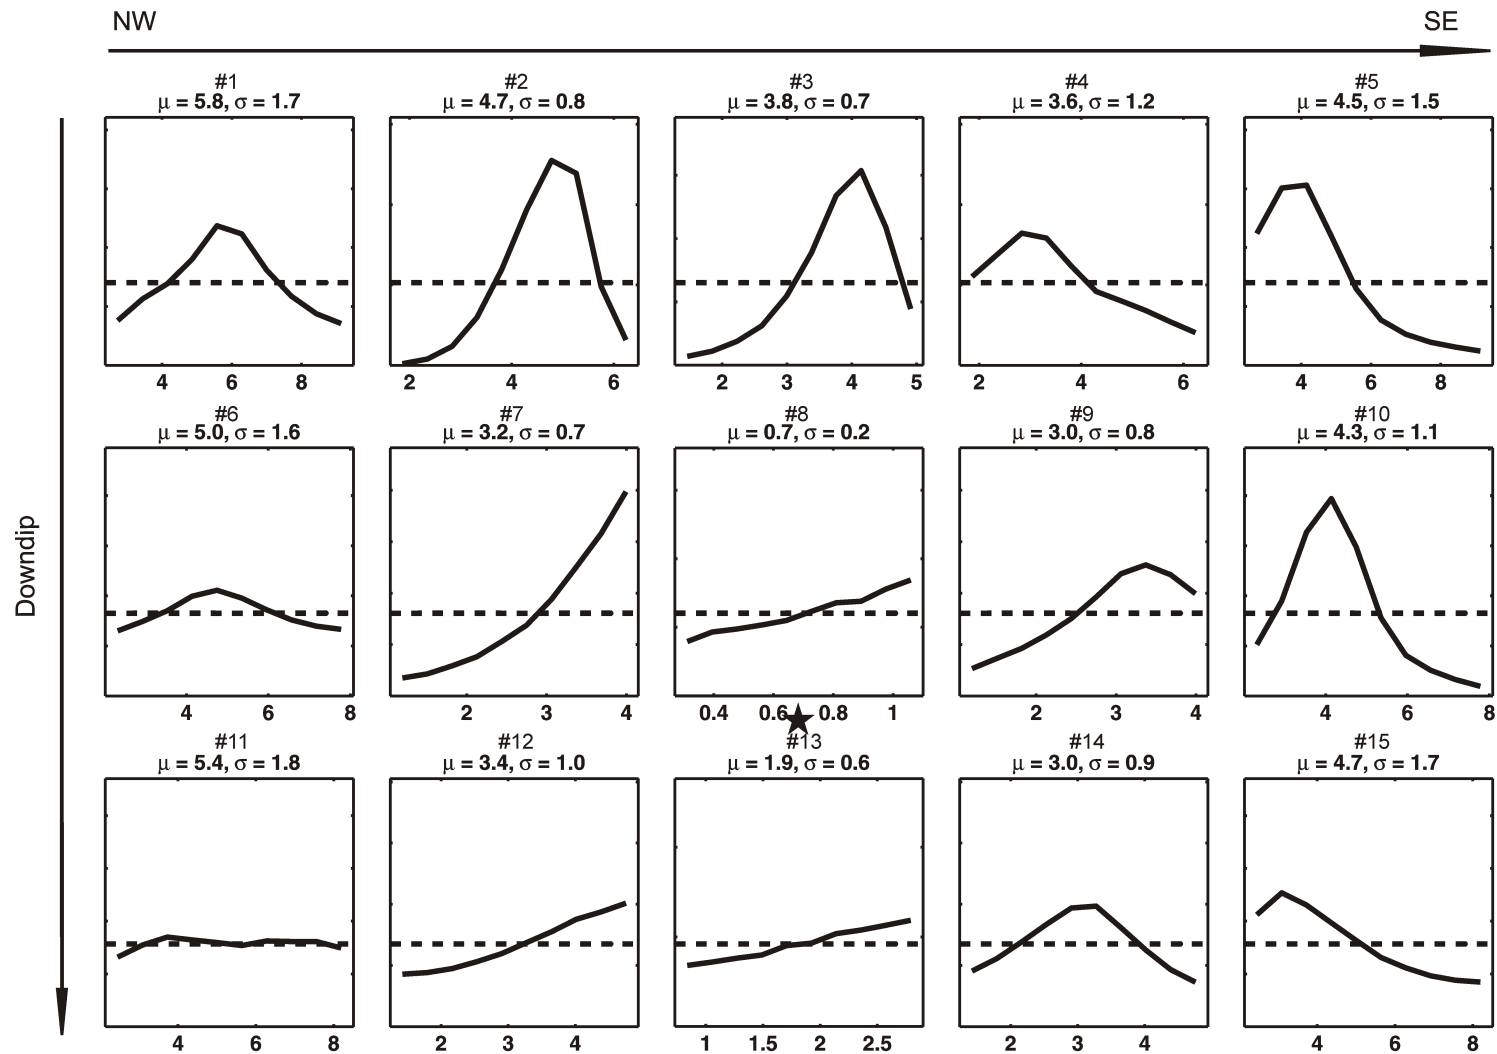 NW SE
#1 #2 #3 #4 #5
μ = 5.8, σ = 1.7 μ = 4.7, σ = 0.8 μ = 3.8, σ = 0.7 μ = 3.6, σ = 1.2 μ = 4.5, σ = 1.5
4 6 8 2 4 6 2 3 4 5 2 4 6 4 6 8
#6 #7 #8 #9 #10
μ = 5.0, σ = 1.6 μ = 3.2, σ = 0.7 μ = 0.7, σ = 0.2 μ = 3.0, σ = 0.8 μ = 4.3, σ = 1.1
Downdip
4 6 8 2 3 4 0.4 0.6 0.8 1 2 3 4 4 6 8
#11 #12 #13 #14 #15
μ = 5.4, σ = 1.8 μ = 3.4, σ = 1.0 μ = 1.9, σ = 0.6 μ = 3.0, σ = 0.9 μ = 4.7, σ = 1.7
4 6 8 2 3 4 1 1.5 2 2.5 2 3 4 4 6 8